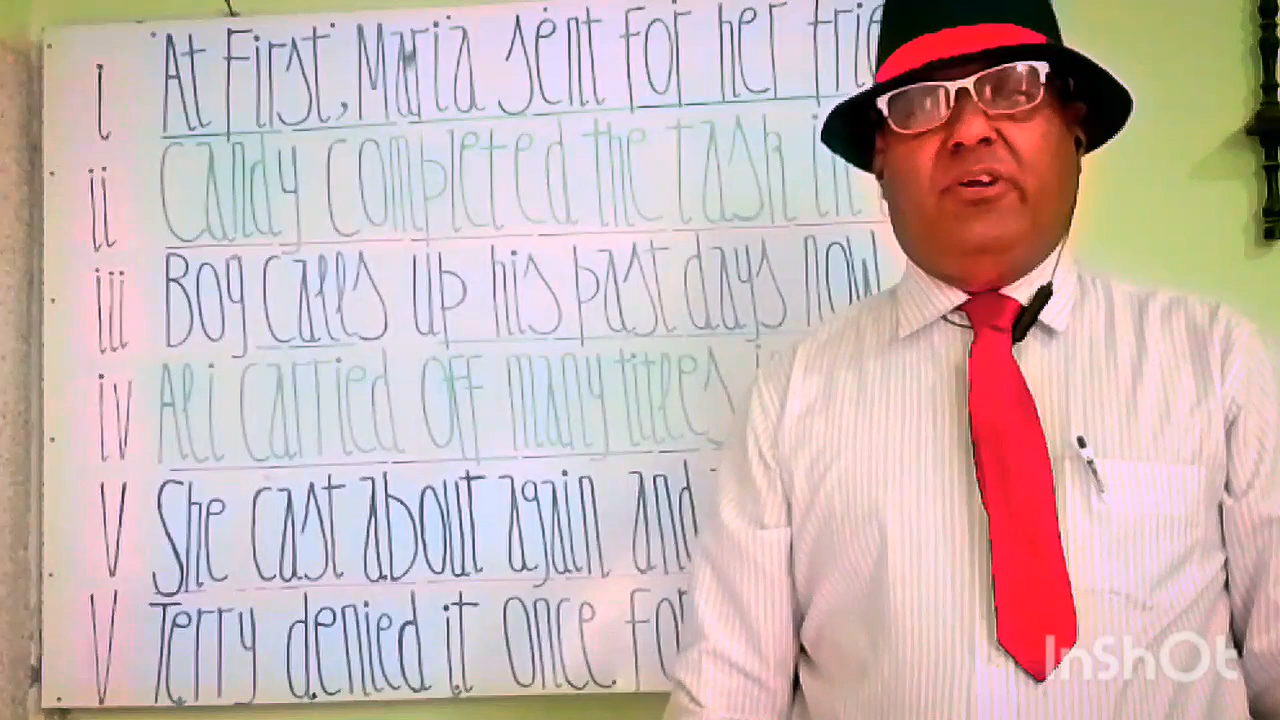 i At First, Maria sent for her frie
ii Candy completed the task in
iii Boy calls up his past days now
iv Ali carried off many titles
V She cast about again and
V Terry denied it once for
InShOt